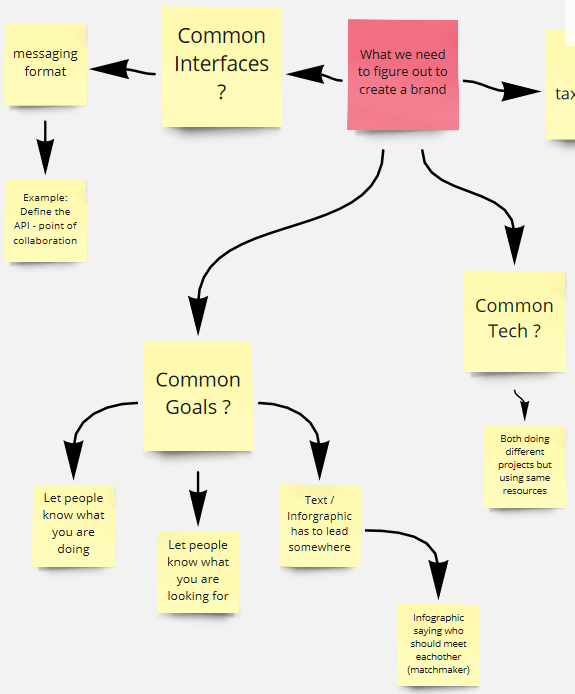 messaging
format
Common
Interfaces
?
What we need
to figure out to
create a brand
Example:
Define the
API - point of
collaboration
Common
Tech ?
Common
Goals ?
Both doing
different
projects but
using same
resources
Let people
know what
you are
doing
Let people
know what
you are
looking for
Text /
Inforgraphic
has to lead
somewhere
Infographic
saying who
should meet
eachother
(matchmaker)